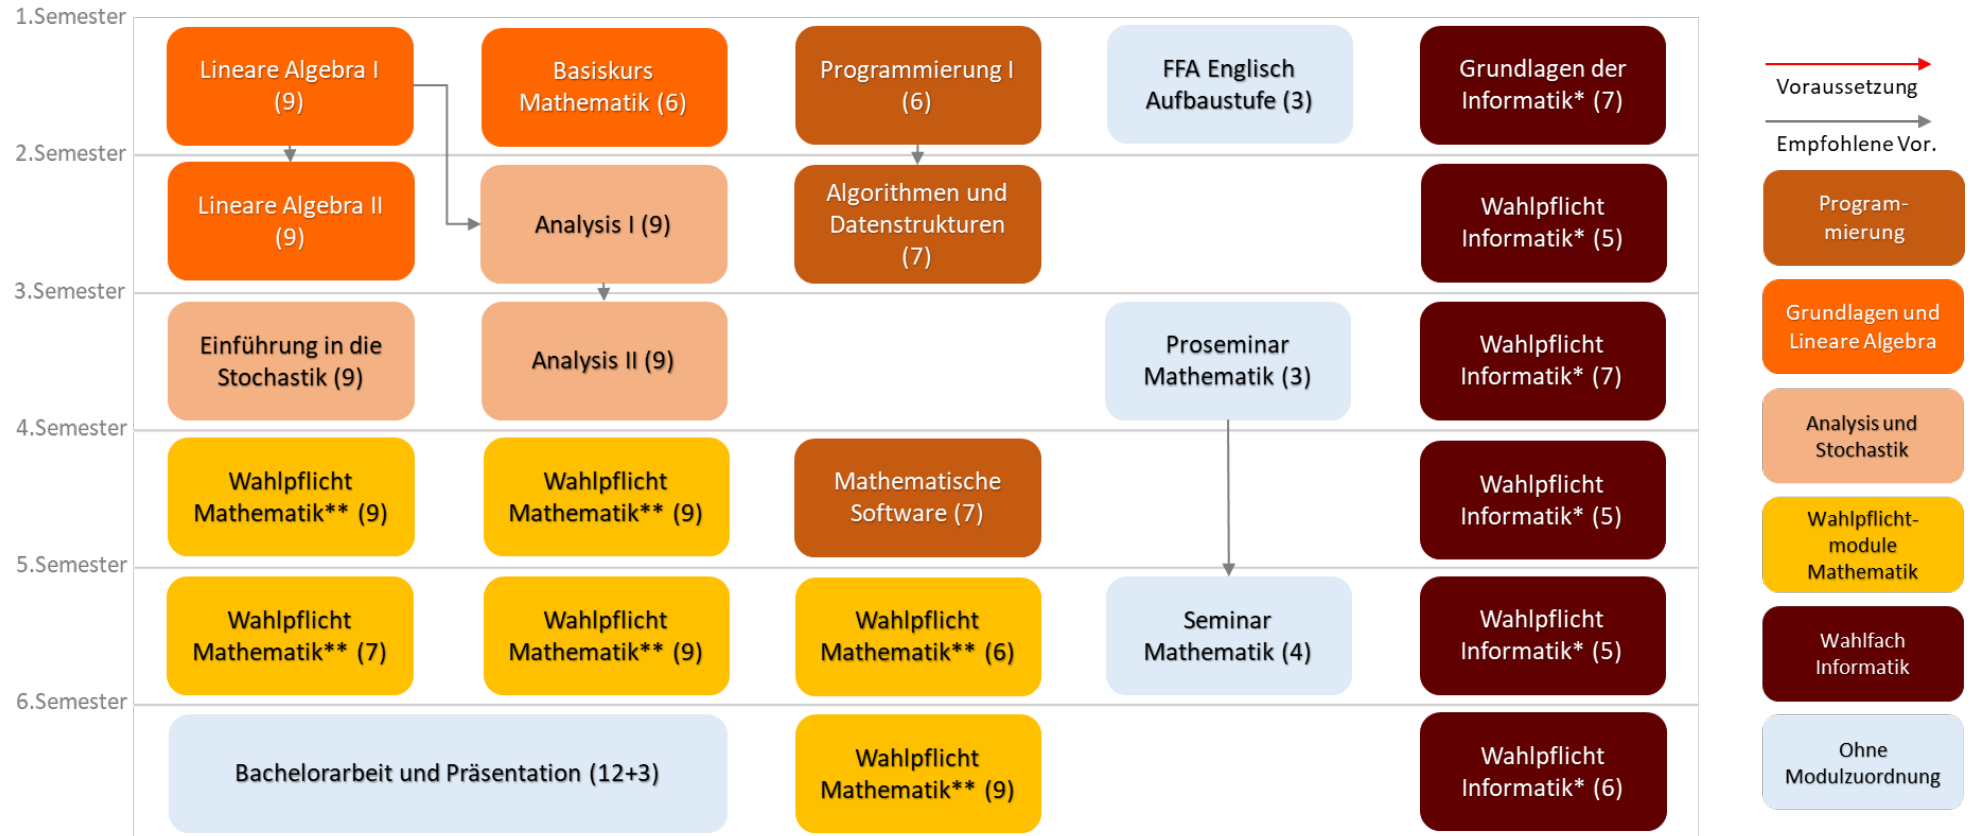 1.Semester
Lineare Algebra I
(9)
Basiskurs
Mathematik (6)
Programmierung I
(6)
FFA Englisch
Aufbaustufe (3)
Grundlagen der
Informatik* (7)
2.Semester
Lineare Algebra II
(9)
Analysis I (9)
Algorithmen und
Datenstrukturen
(7)
Wahlpflicht
Informatik* (5)
3.Semester
Einführung in die
Stochastik (9)
Analysis II (9)
Proseminar
Mathematik (3)
Wahlpflicht
Informatik* (7)
4.Semester
Wahlpflicht
Mathematik** (9)
Wahlpflicht
Mathematik** (9)
Mathematische
Software (7)
Wahlpflicht
Informatik* (5)
5.Semester
Wahlpflicht
Mathematik** (7)
Wahlpflicht
Mathematik** (9)
Wahlpflicht
Mathematik** (6)
Seminar
Mathematik (4)
Wahlpflicht
Informatik* (5)
6.Semester
Bachelorarbeit und Präsentation (12+3)
Wahlpflicht
Mathematik** (9)
Wahlpflicht
Informatik* (6)
Voraussetzung
Empfohlene Vor.
Program-
mierung
Grundlagen und
Lineare Algebra
Analysis und
Stochastik
Wahlpflicht-
module
Mathematik
Wahlfach
Informatik
Ohne
Modulzuordnung